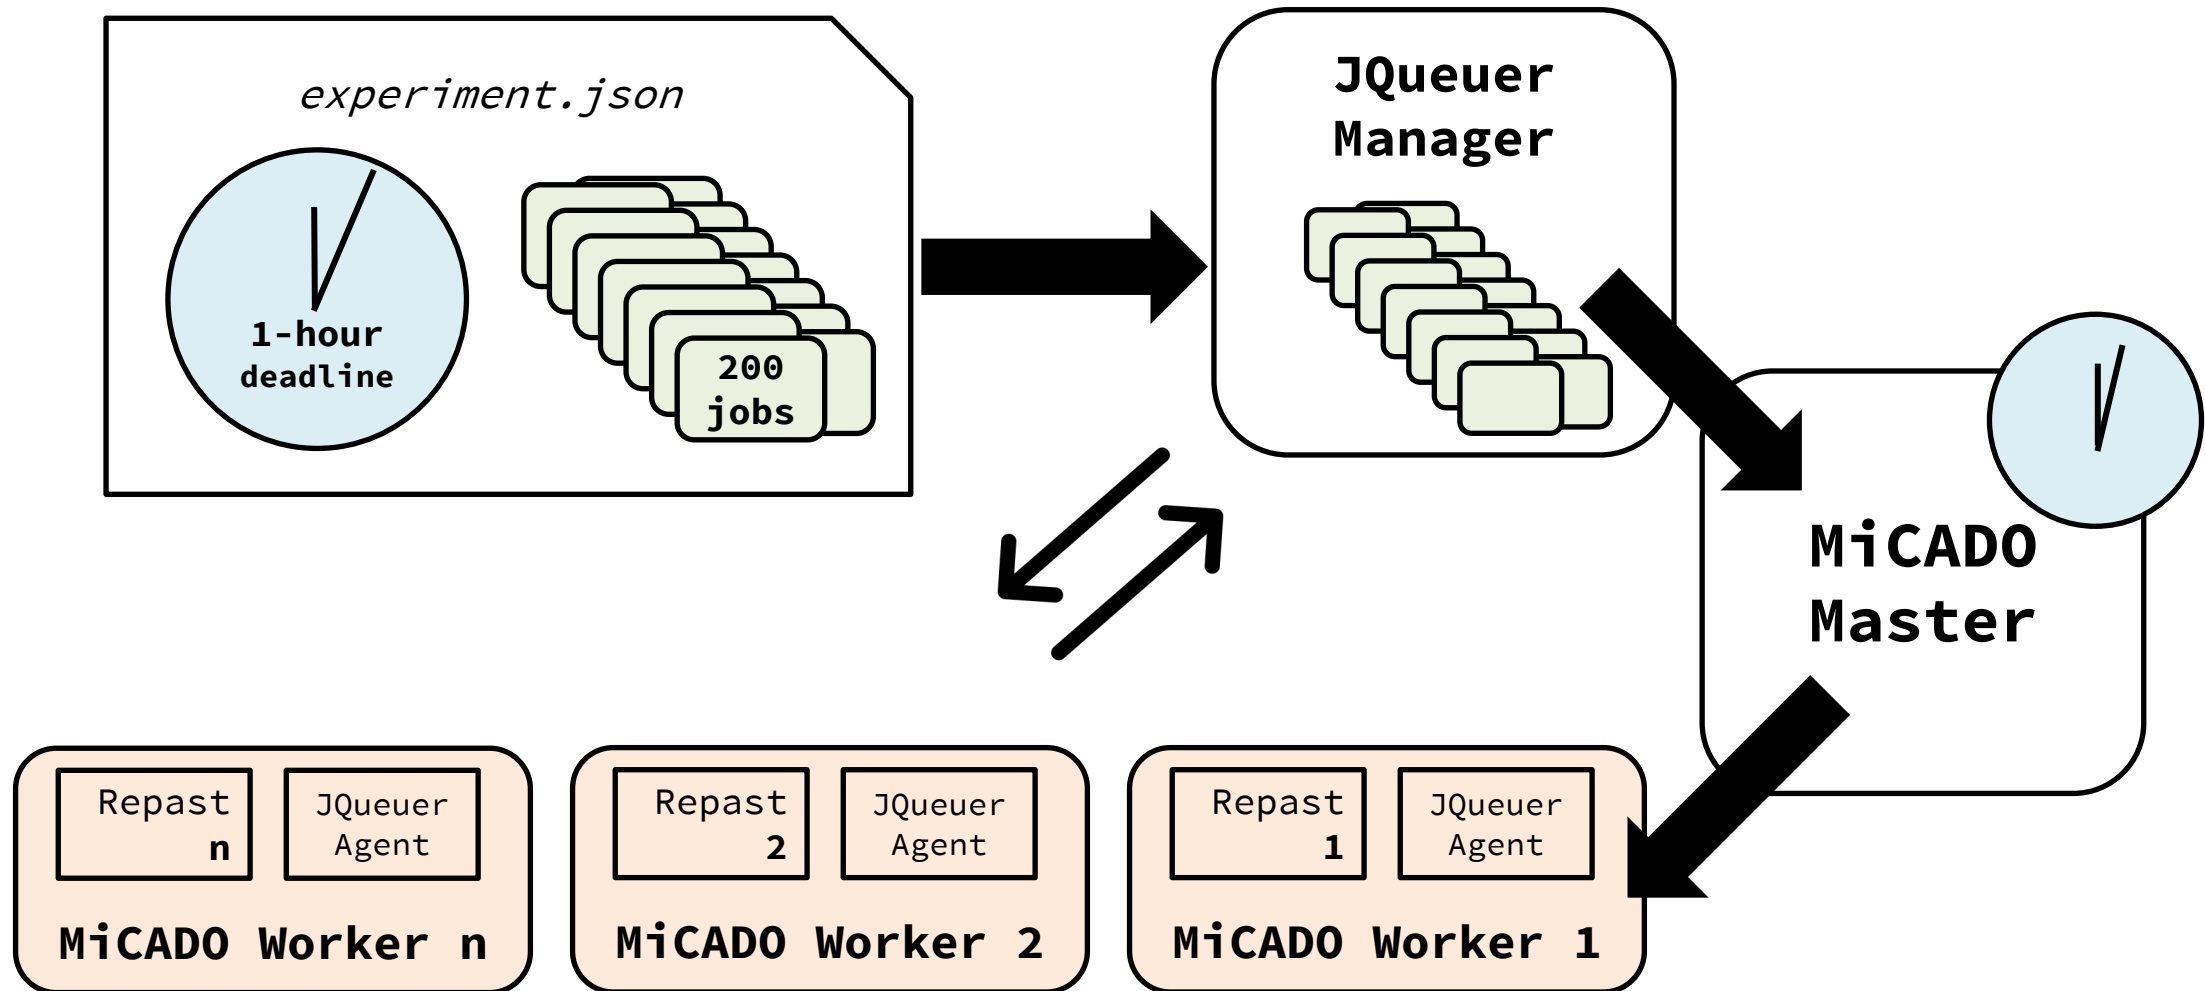 experiment.json
1-hour
deadline
200
jobs
JQueuer
Manager
MiCADO
Master
Repast
n
JQueuer
Agent
MiCADO Worker n
Repast
2
JQueuer
Agent
MiCADO Worker 2
Repast
1
JQueuer
Agent
MiCADO Worker 1